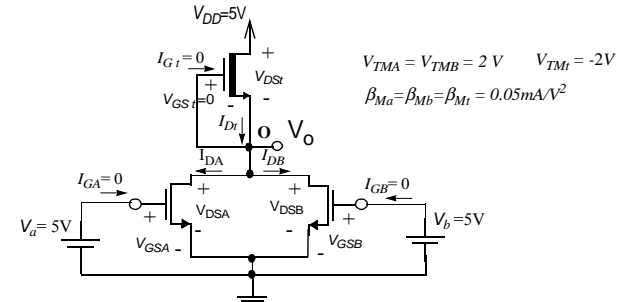 V_DD=5V
I_G t=0
+
+
V_DSt
V_GS t=0
-
-
I_Dt
O
V_o
V_TMA = V_TMB = 2 V V_TMt = -2V
β_Ma=β_Mb=β_Mt = 0.05mA/V²
I_DA
I_DB
I_GA=0
I_GB=0
+
+
V_a= 5V
+
V_DSA
V_DSB
+
V_b=5V
V_GSA
-
-
-
-
V_GSB